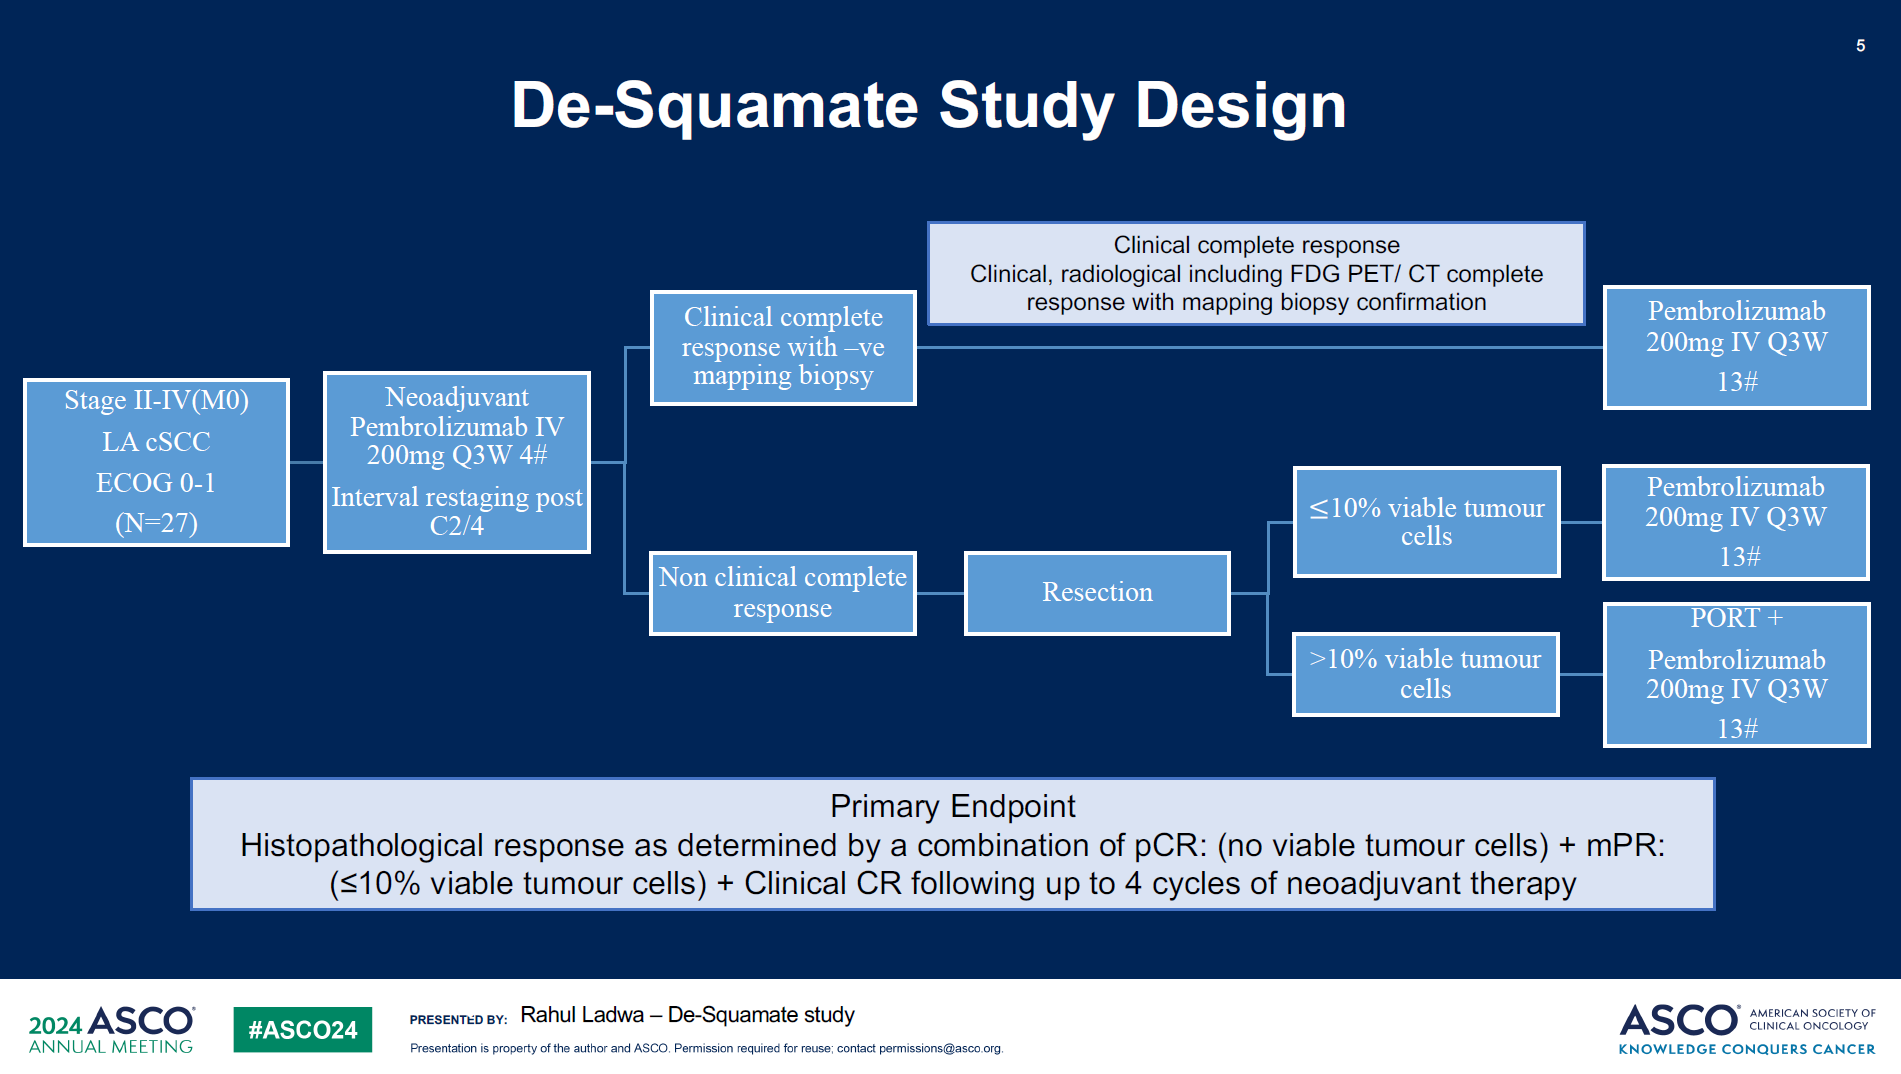 5
De-Squamate Study Design
Clinical complete response
Clinical, radiological including FDG PET/ CT complete
response with mapping biopsy confirmation
Stage II-IV(M0)
LA cSCC
ECOG 0-1
(N=27)
Neoadjuvant
Pembrolizumab IV
200mg Q3W 4#
Interval restaging post
C2/4
Clinical complete
response with –ve
mapping biopsy
Pembrolizumab
200mg IV Q3W
13#
Non clinical complete
response
Resection
≤10% viable tumour
cells
Pembrolizumab
200mg IV Q3W
13#
>10% viable tumour
cells
PORT +
Pembrolizumab
200mg IV Q3W
13#
Primary Endpoint
Histopathological response as determined by a combination of pCR: (no viable tumour cells) + mPR:
(≤10% viable tumour cells) + Clinical CR following up to 4 cycles of neoadjuvant therapy
2024 ASCO®
ANNUAL MEETING
#ASCO24
PRESENTED BY: Rahul Ladwa – De-Squamate study
Presentation is property of the author and ASCO. Permission required for reuse; contact permissions@asco.org.
ASCO® AMERICAN SOCIETY OF
CLINICAL ONCOLOGY
KNOWLEDGE CONQUERS CANCER